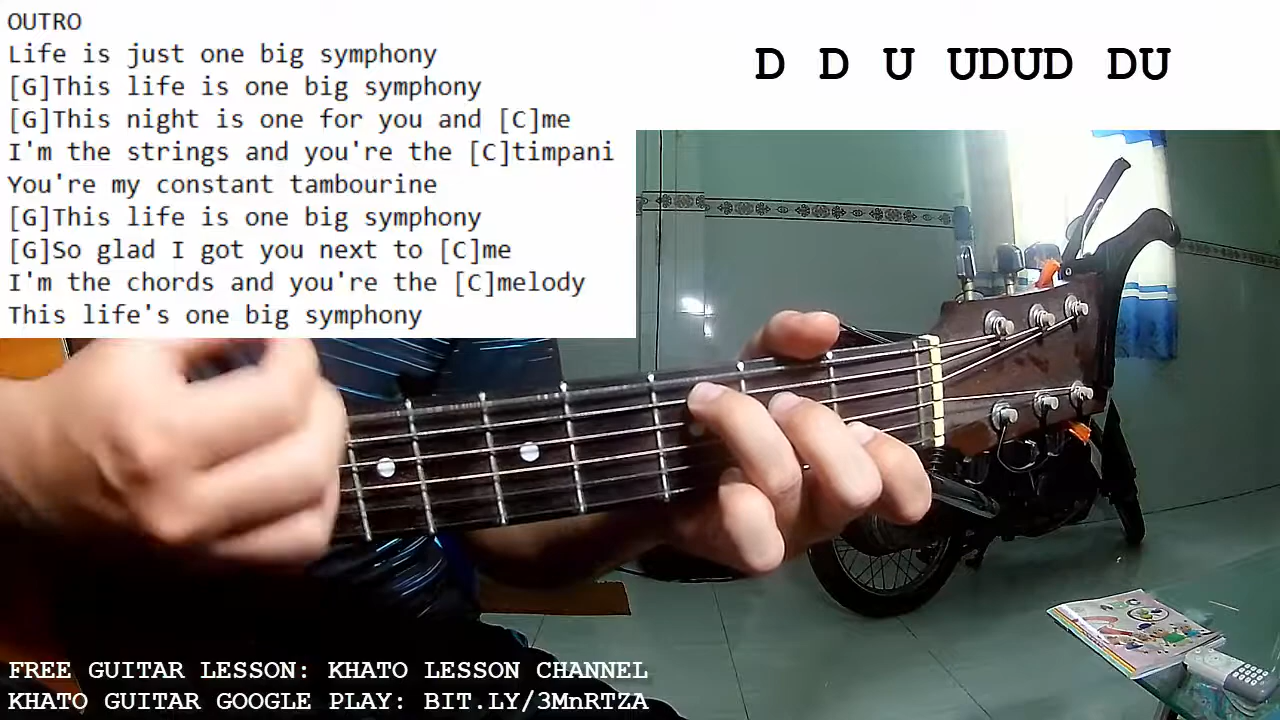 OUTRO
Life is just one big symphony
[G]This life is one big symphony
[G]This night is one for you and [C]me
I'm the strings and you're the [C]timpani
You're my constant tambourine
[G]This life is one big symphony
[G]So glad I got you next to [C]me
I'm the chords and you're the [C]melody
This life's one big symphony
D D U UDUD DU
FREE GUITAR LESSON: KHATO LESSON CHANNEL
KHATO GUITAR GOOGLE PLAY: BIT.LY/3MnRTZA